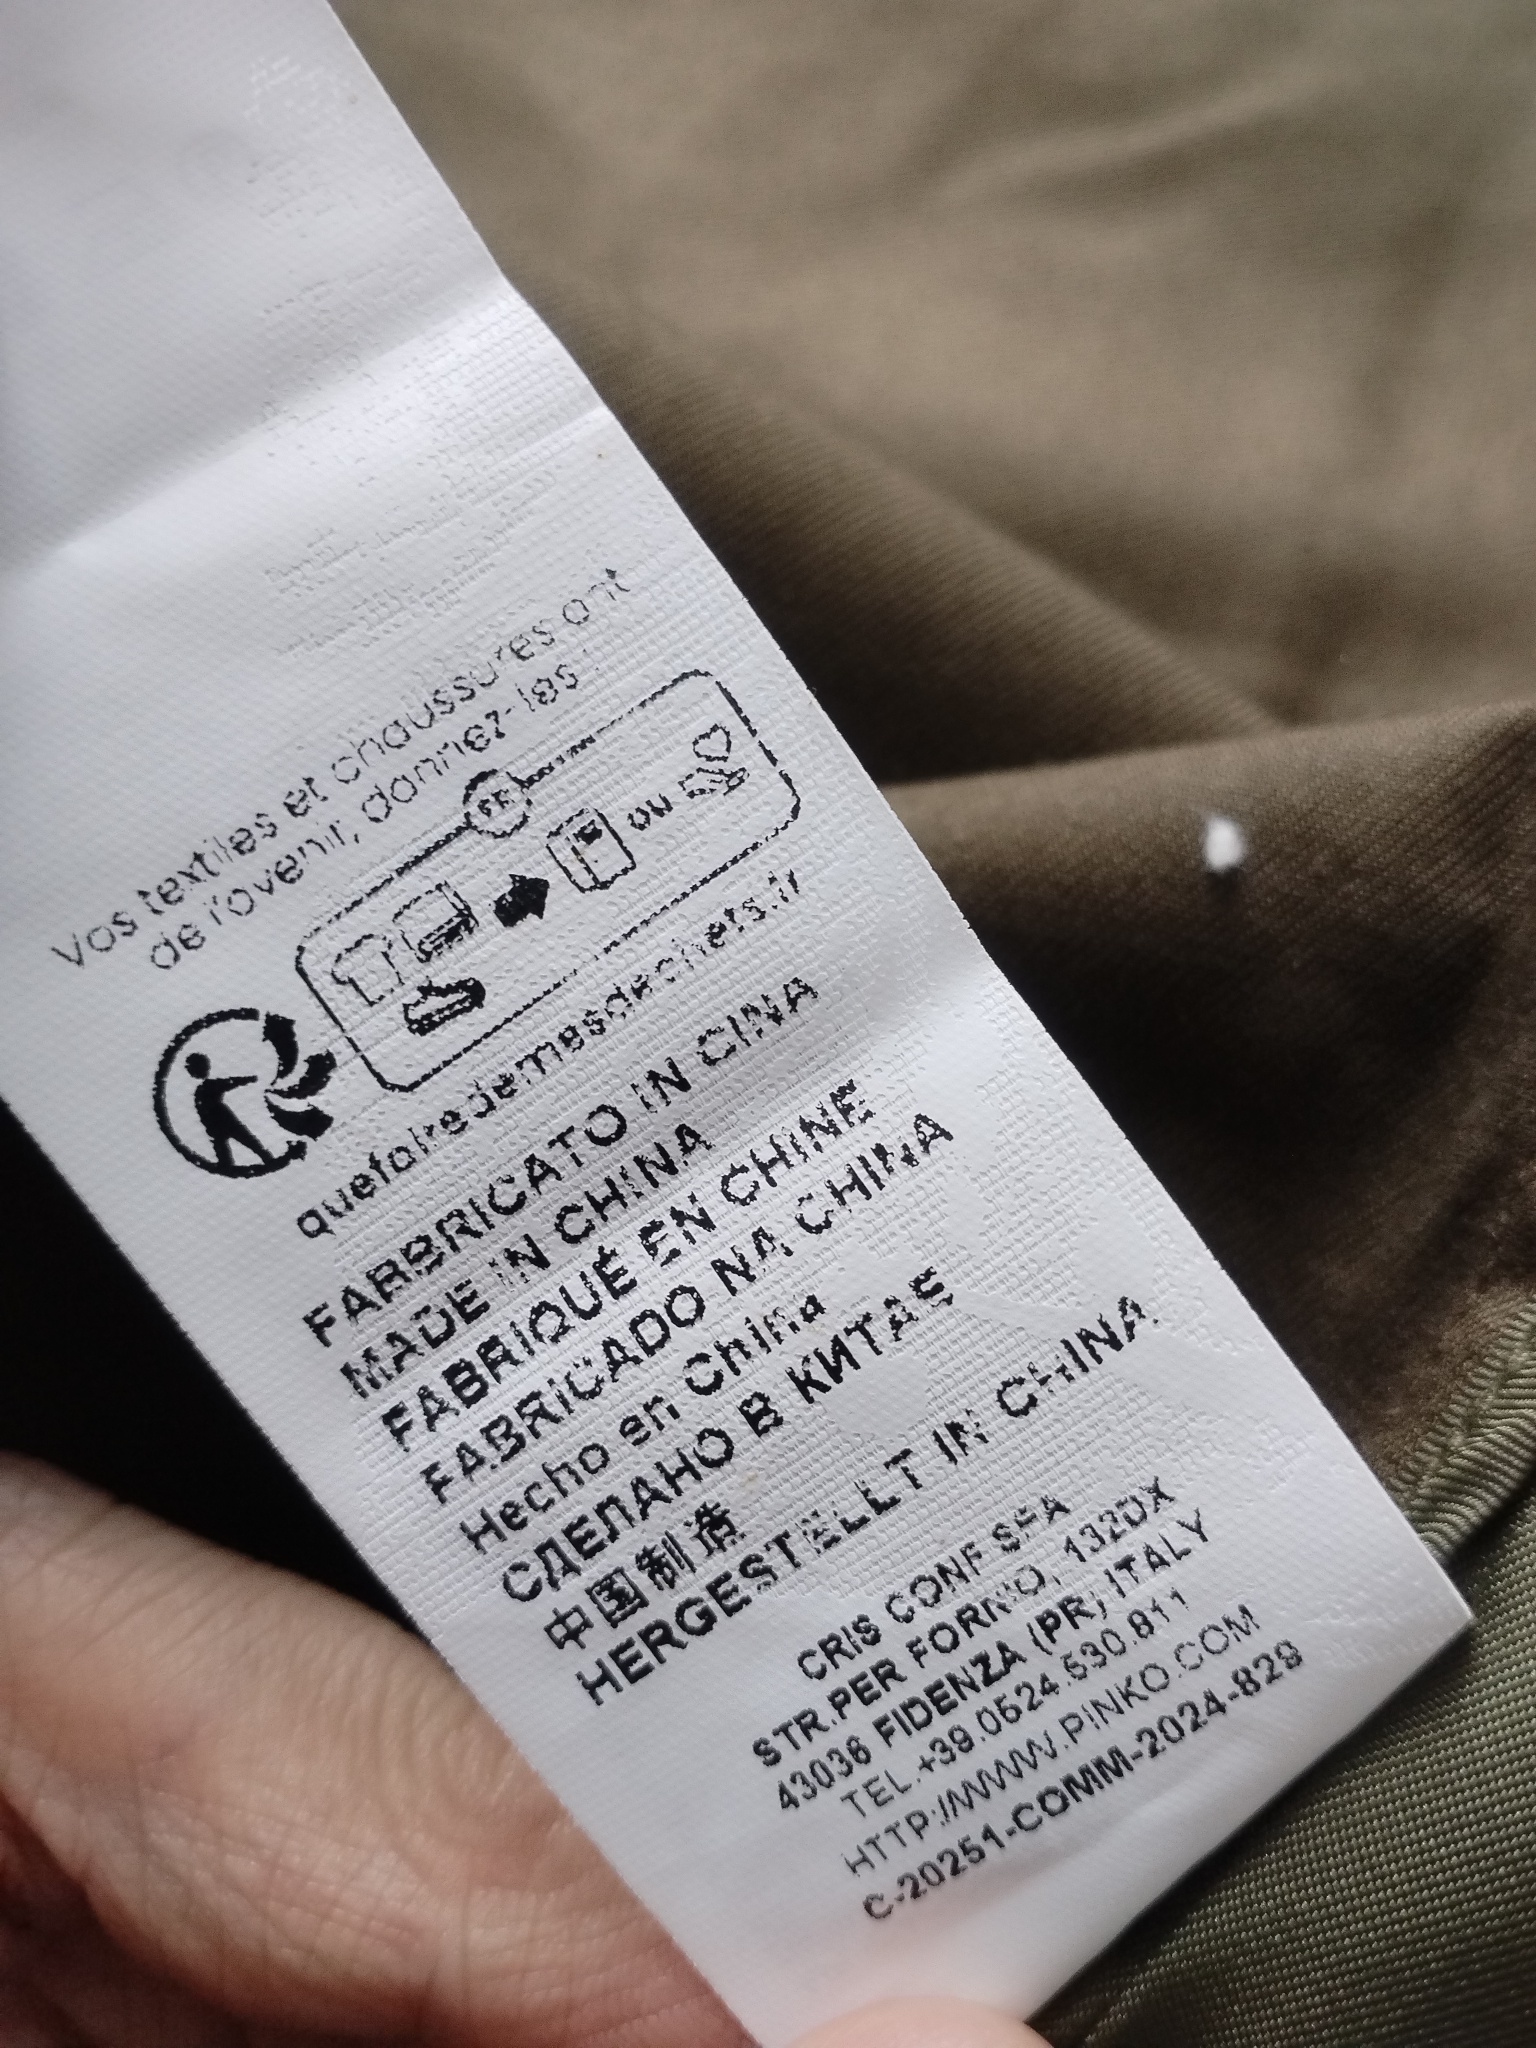 Vos textiles et chaussures ont
de l'avenir, donnez-les !
FR
OU
quefairedemesdechets.fr
FABBRICATO IN CINA
MADE IN CHINA
FABRIQUÉ EN CHINE
FABRICADO NA CHINA
Hecho en China
СДЕЛАНО В КИТАЕ
中国制造
HERGESTELLT IN CHINA
CRIS CONF SPA
STR.PER FORNIO, 132DX
43036 FIDENZA (PR) ITALY
TEL.+39.0524.530.811
HTTP://WWW.PINKO.COM
C-20251-COMM-2024-829